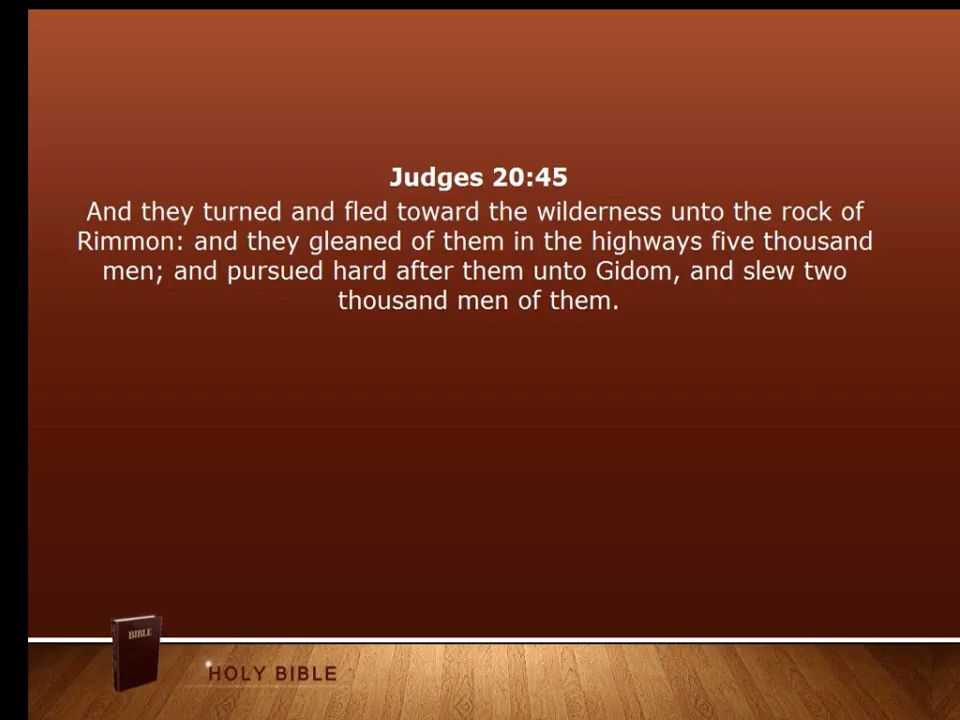 Judges 20:45
And they turned and fled toward the wilderness unto the rock of
Rimmon: and they gleaned of them in the highways five thousand
men; and pursued hard after them unto Gidom, and slew two
thousand men of them.
BIBLE
HOLY BIBLE